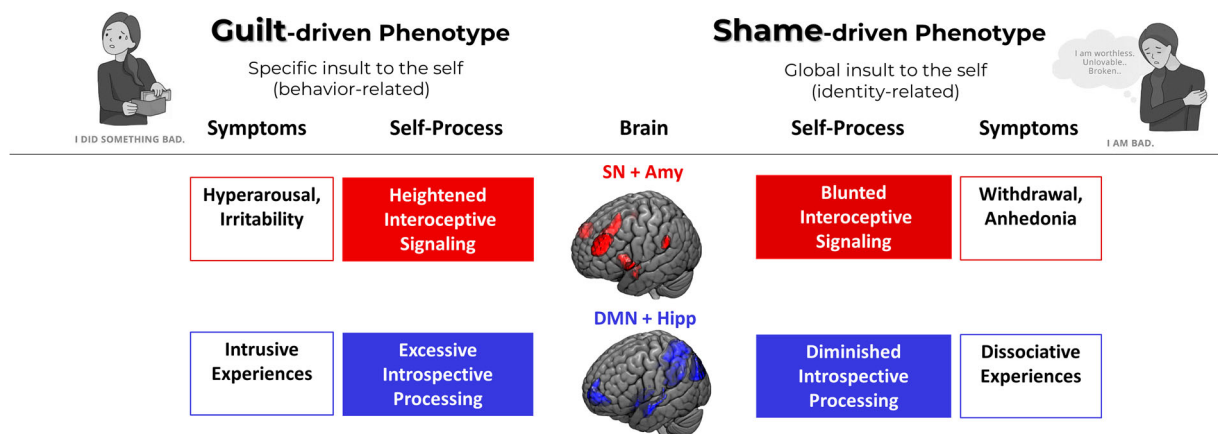 Guilt-driven Phenotype
Specific insult to the self
(behavior-related)
I DID SOMETHING BAD.
Shame-driven Phenotype
Global insult to the self
(identity-related)
I am worthless.
Unlovable..
Broken..
I AM BAD.
Symptoms
Self-Process
Brain
Self-Process
Symptoms
Hyperarousal,
Irritability
Heightened
Interoceptive
Signaling
SN + Amy
Blunted
Interoceptive
Signaling
Withdrawal,
Anhedonia
Intrusive
Experiences
Excessive
Introspective
Processing
DMN + Hipp
Diminished
Introspective
Processing
Dissociative
Experiences